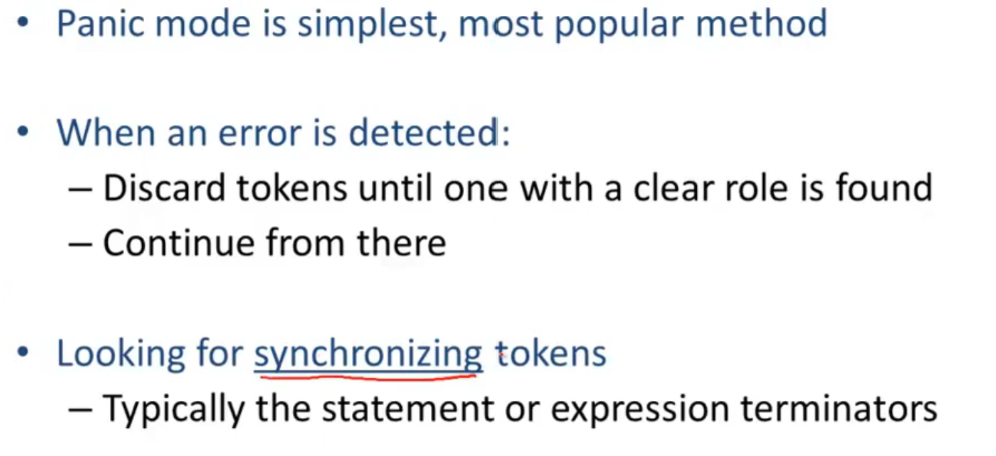 • Panic mode is simplest, most popular method
• When an error is detected:
– Discard tokens until one with a clear role is found
– Continue from there
• Looking for synchronizing tokens
– Typically the statement or expression terminators